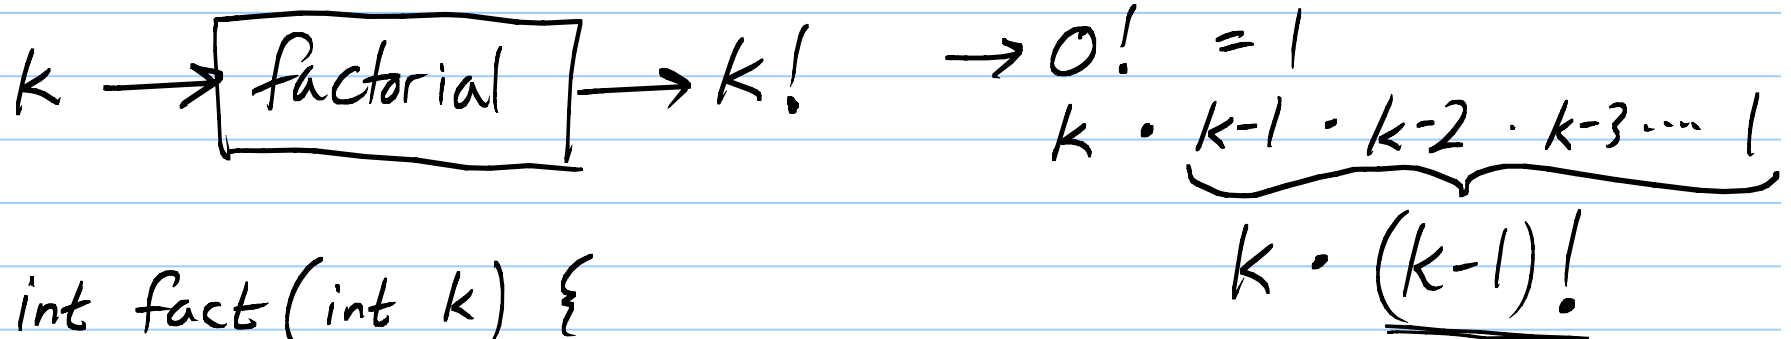 k → factorial → k! → 0! = 1
k · k-1 · k-2 · k-3 .... 1
k · (k-1)!
int fact(int k) {